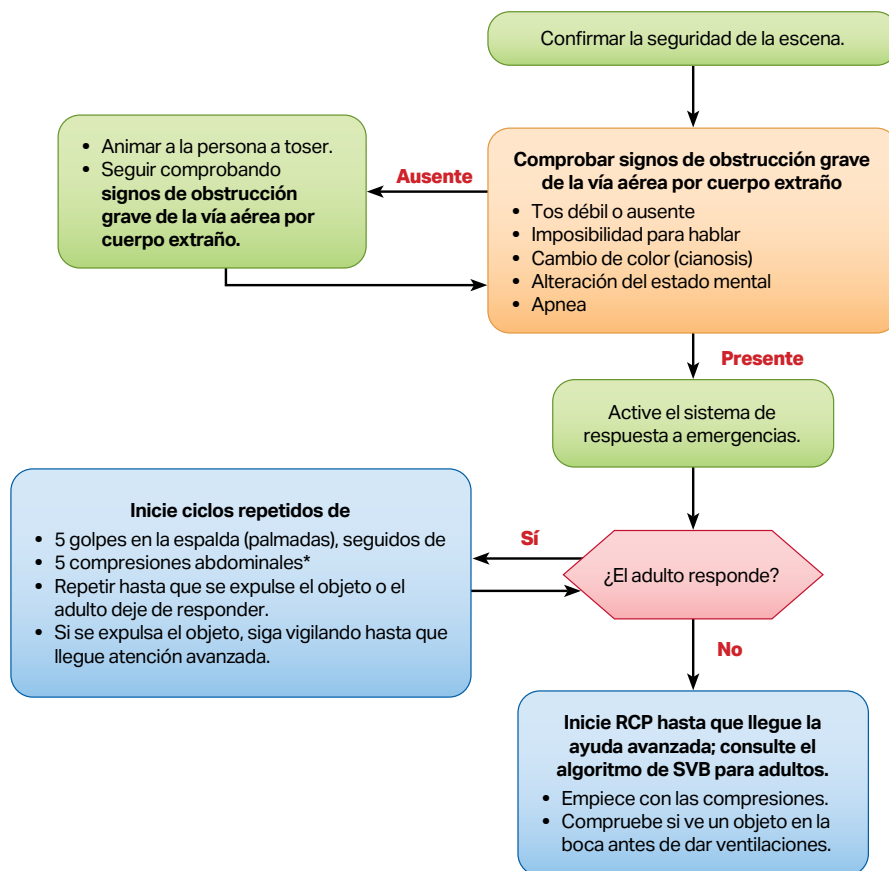 Confirmar la seguridad de la escena.
• Animar a la persona a toser.
• Seguir comprobando
signos de obstrucción
grave de la vía aérea por
cuerpo extraño.
Ausente
Comprobar signos de obstrucción grave
de la vía aérea por cuerpo extraño
• Tos débil o ausente
• Imposibilidad para hablar
• Cambio de color (cianosis)
• Alteración del estado mental
• Apnea
Presente
Active el sistema de
respuesta a emergencias.
Inicie ciclos repetidos de
• 5 golpes en la espalda (palmadas), seguidos de
• 5 compresiones abdominales*
• Repetir hasta que se expulse el objeto o el
adulto deje de responder.
• Si se expulsa el objeto, siga vigilando hasta que
llegue atención avanzada.
Sí
¿El adulto responde?
No
Inicie RCP hasta que llegue la
ayuda avanzada; consulte el
algoritmo de SVB para adultos.
• Empiece con las compresiones.
• Compruebe si ve un objeto en la
boca antes de dar ventilaciones.